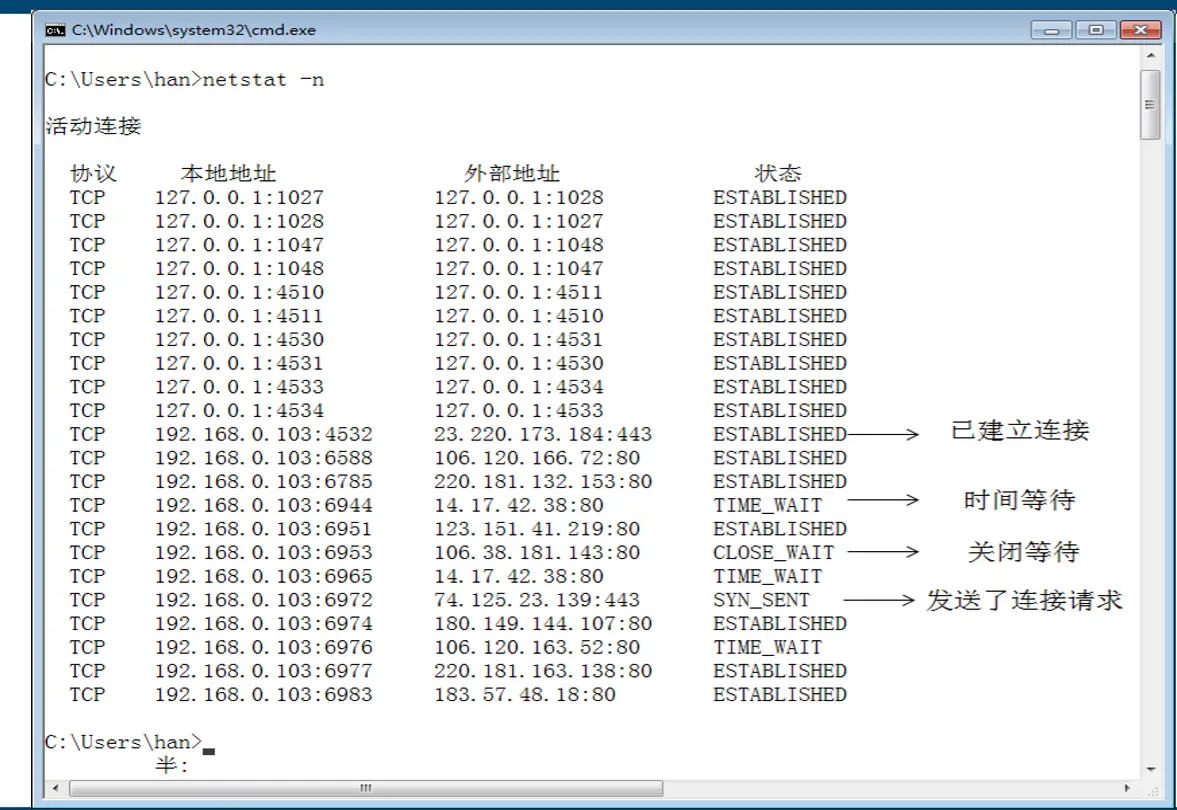 C:\Windows\system32\cmd.exe
C:\Users\han>netstat -n
活动连接
协议 本地地址 外部地址 状态
TCP 127.0.0.1:1027 127.0.0.1:1028 ESTABLISHED
TCP 127.0.0.1:1028 127.0.0.1:1027 ESTABLISHED
TCP 127.0.0.1:1047 127.0.0.1:1048 ESTABLISHED
TCP 127.0.0.1:1048 127.0.0.1:1047 ESTABLISHED
TCP 127.0.0.1:4510 127.0.0.1:4511 ESTABLISHED
TCP 127.0.0.1:4511 127.0.0.1:4510 ESTABLISHED
TCP 127.0.0.1:4530 127.0.0.1:4531 ESTABLISHED
TCP 127.0.0.1:4531 127.0.0.1:4530 ESTABLISHED
TCP 127.0.0.1:4533 127.0.0.1:4534 ESTABLISHED
TCP 127.0.0.1:4534 127.0.0.1:4533 ESTABLISHED
TCP 192.168.0.103:4532 23.220.173.184:443 ESTABLISHED 已建立连接
TCP 192.168.0.103:6588 106.120.166.72:80 ESTABLISHED
TCP 192.168.0.103:6785 220.181.132.153:80 ESTABLISHED
TCP 192.168.0.103:6944 14.17.42.38:80 TIME_WAIT 时间等待
TCP 192.168.0.103:6951 123.151.41.219:80 ESTABLISHED
TCP 192.168.0.103:6953 106.38.181.143:80 CLOSE_WAIT 关闭等待
TCP 192.168.0.103:6965 14.17.42.38:80 TIME_WAIT
TCP 192.168.0.103:6972 74.125.23.139:443 SYN_SENT 发送了连接请求
TCP 192.168.0.103:6974 180.149.144.107:80 ESTABLISHED
TCP 192.168.0.103:6976 106.120.163.52:80 TIME_WAIT
TCP 192.168.0.103:6977 220.181.163.138:80 ESTABLISHED
TCP 192.168.0.103:6983 183.57.48.18:80 ESTABLISHED
C:\Users\han>
半: